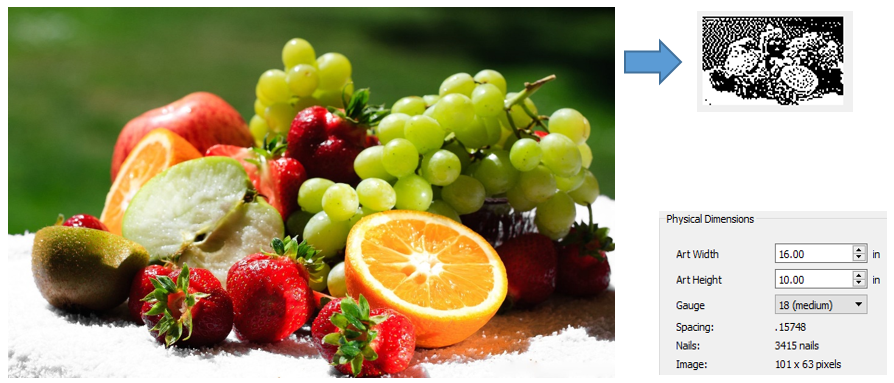 Physical Dimensions
Art Width 16.00 in
Art Height 10.00 in
Gauge 18 (medium)
Spacing: .15748
Nails: 3415 nails
Image: 101 x 63 pixels